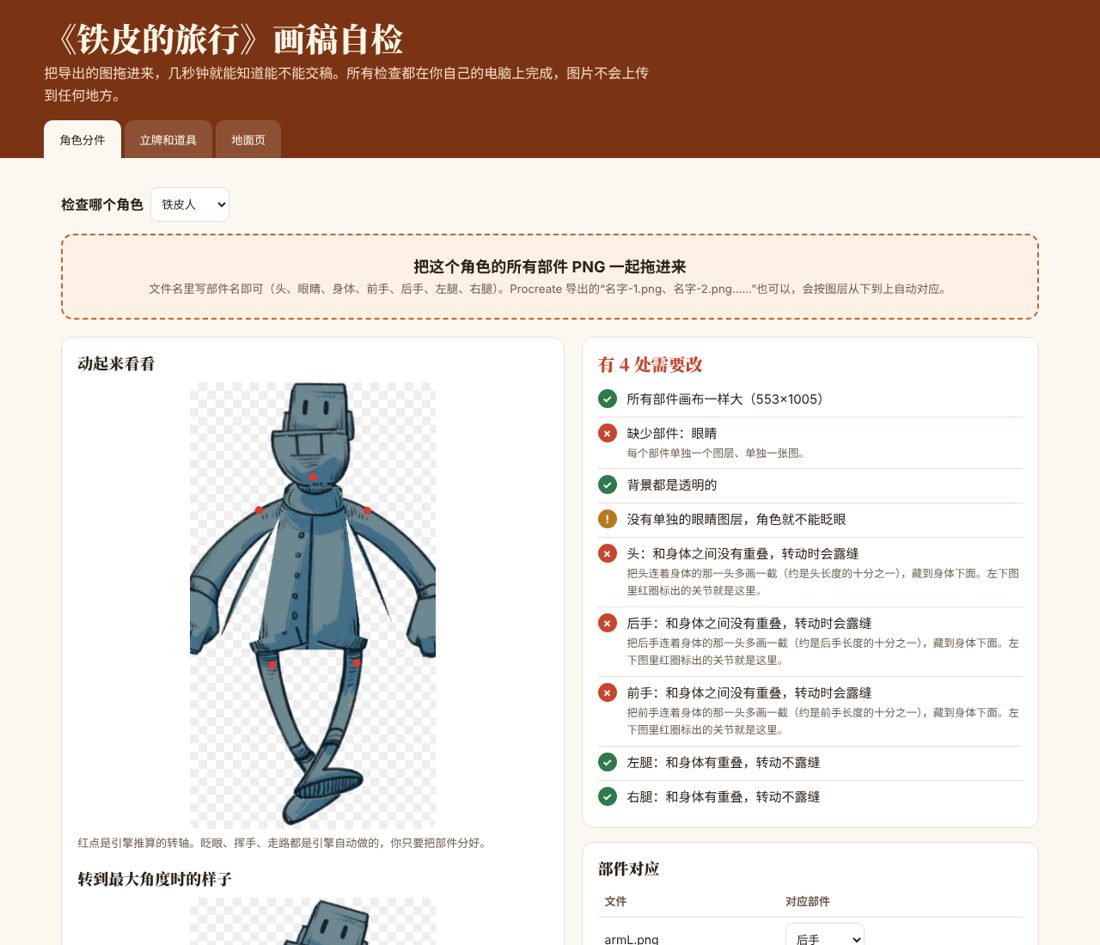 《铁皮的旅行》画稿自检
把导出的图拖进来，几秒钟就能知道能不能交稿。所有检查都在你自己的电脑上完成，图片不会上传
到任何地方。
角色分件
立牌和道具
地面页
检查哪个角色
铁皮人
把这个角色的所有部件 PNG 一起拖进来
文件名里写部件名即可（头、眼睛、身体、前手、后手、左腿、右腿）。Procreate 导出的“名字-1.png、名字-2.png……”也可以，会按图层从下到上自动对应。
动起来看看
红点是引擎推算的转轴。眨眼、挥手、走路都是引擎自动做的，你只要把部件分好。
转到最大角度时的样子
有 4 处需要改
所有部件画布一样大（553×1005）
缺少部件：眼睛
每个部件单独一个图层、单独一张图。
背景都是透明的
没有单独的眼睛图层，角色就不能眨眼
头：和身体之间没有重叠，转动时会露缝
把头连着身体的那一头多画一截（约是头长度的十分之一），藏到身体下面。左下图
里红圈标出的关节就是这里。
后手：和身体之间没有重叠，转动时会露缝
把后手连着身体的那一头多画一截（约是后手长度的十分之一），藏到身体下面。左
下图里红圈标出的关节就是这里。
前手：和身体之间没有重叠，转动时会露缝
把前手连着身体的那一头多画一截（约是前手长度的十分之一），藏到身体下面。左
下图里红圈标出的关节就是这里。
左腿：和身体有重叠，转动不露缝
右腿：和身体有重叠，转动不露缝
部件对应
文件
对应部件
armL.png
后手